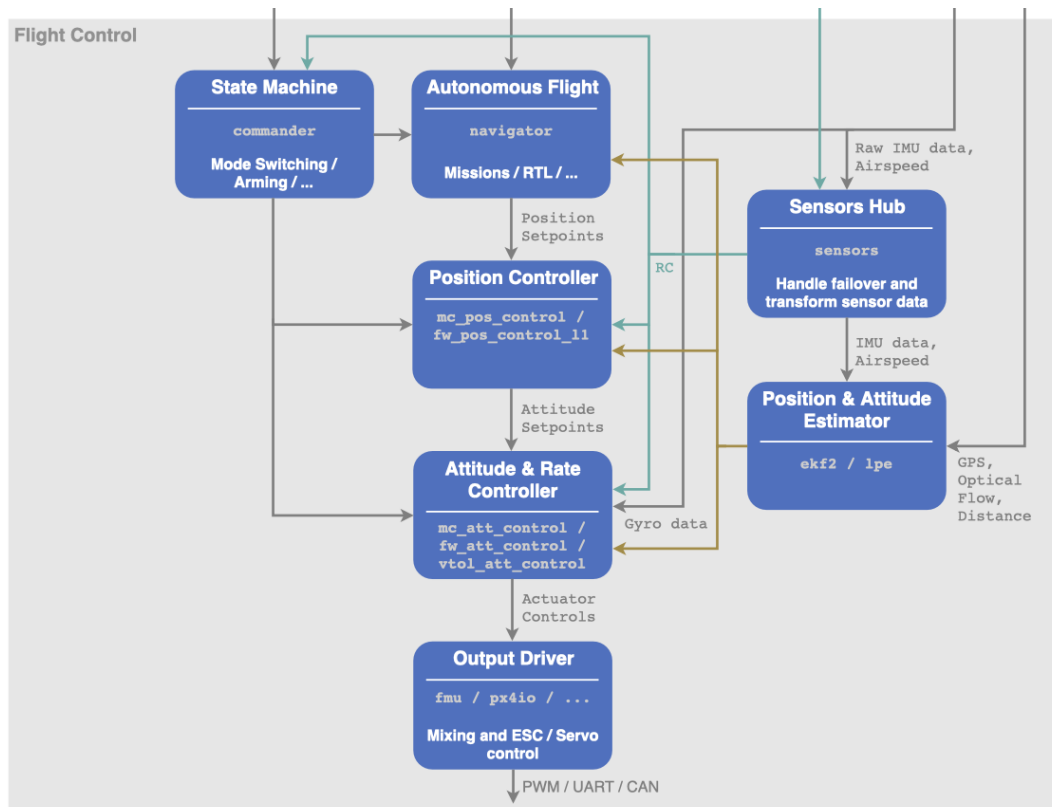 Flight Control
State Machine
commander
Mode Switching /
Arming / ...
Autonomous Flight
navigator
Missions / RTL / ...
Raw IMU data,
Airspeed
Sensors Hub
sensors
Handle failover and
transform sensor data
Position
Setpoints
RC
Position Controller
mc_pos_control /
fw_pos_control_l1
IMU data,
Airspeed
Position & Attitude
Estimator
ekf2 / lpe
GPS,
Optical
Flow,
Distance
Attitude
Setpoints
Attitude & Rate
Controller
mc_att_control /
fw_att_control /
vtol_att_control
Gyro data
Actuator
Controls
Output Driver
fmu / px4io / ...
Mixing and ESC / Servo
control
PWM / UART / CAN